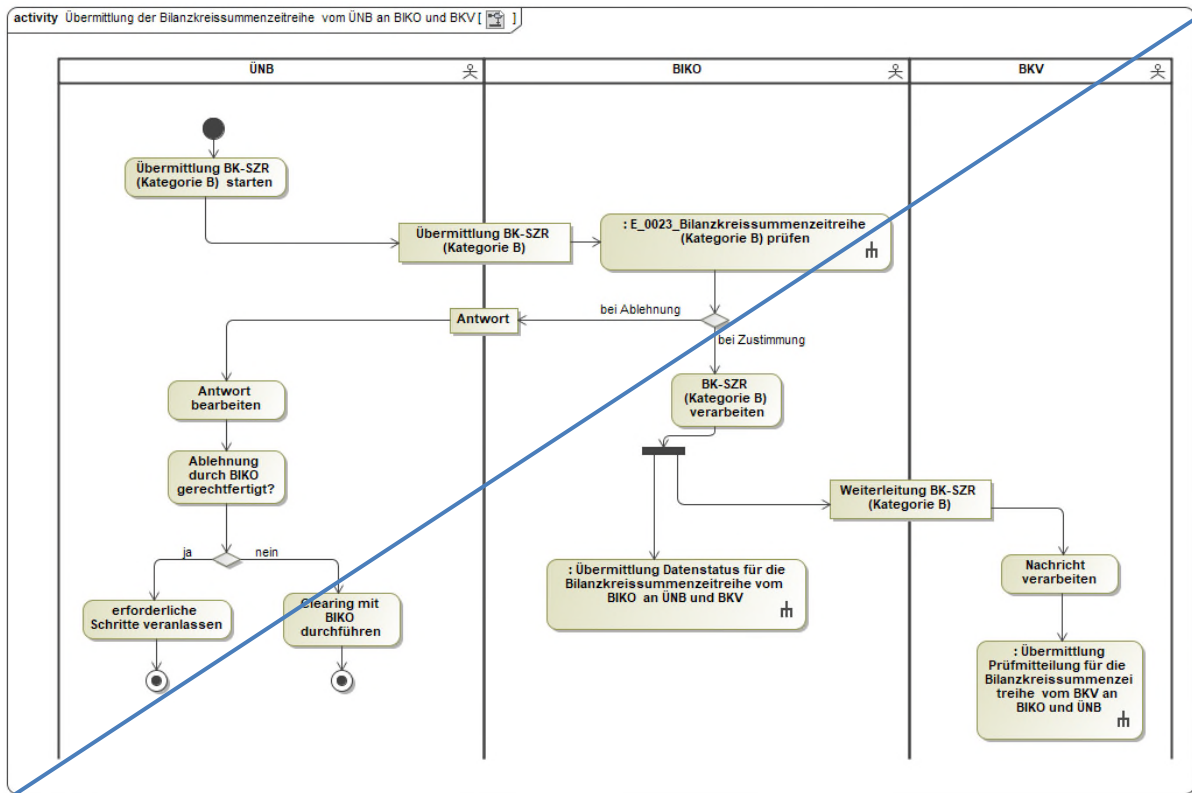 activity Übermittlung der Bilanzkreissummenzeitreihe vom ÜNB an BIKO und BKV [ ]
ÜNB
BIKO
BKV
Übermittlung BK-SZR
(Kategorie B) starten
Übermittlung BK-SZR
(Kategorie B)
: E_0023_Bilanzkreissummenzeitreihe
(Kategorie B) prüfen
bei Ablehnung
Antwort
bei Zustimmung
Antwort
bearbeiten
BK-SZR
(Kategorie B)
verarbeiten
Ablehnung
durch BIKO
gerechtfertigt?
Weiterleitung BK-SZR
(Kategorie B)
ja
nein
: Übermittlung Datenstatus für die
Bilanzkreissummenzeitreihe vom
BIKO an ÜNB und BKV
Nachricht
verarbeiten
erforderliche
Schritte veranlassen
Clearing mit
BIKO
durchführen
: Übermittlung
Prüfmitteilung für die
Bilanzkreissummenzei
treihe vom BKV an
BIKO und ÜNB